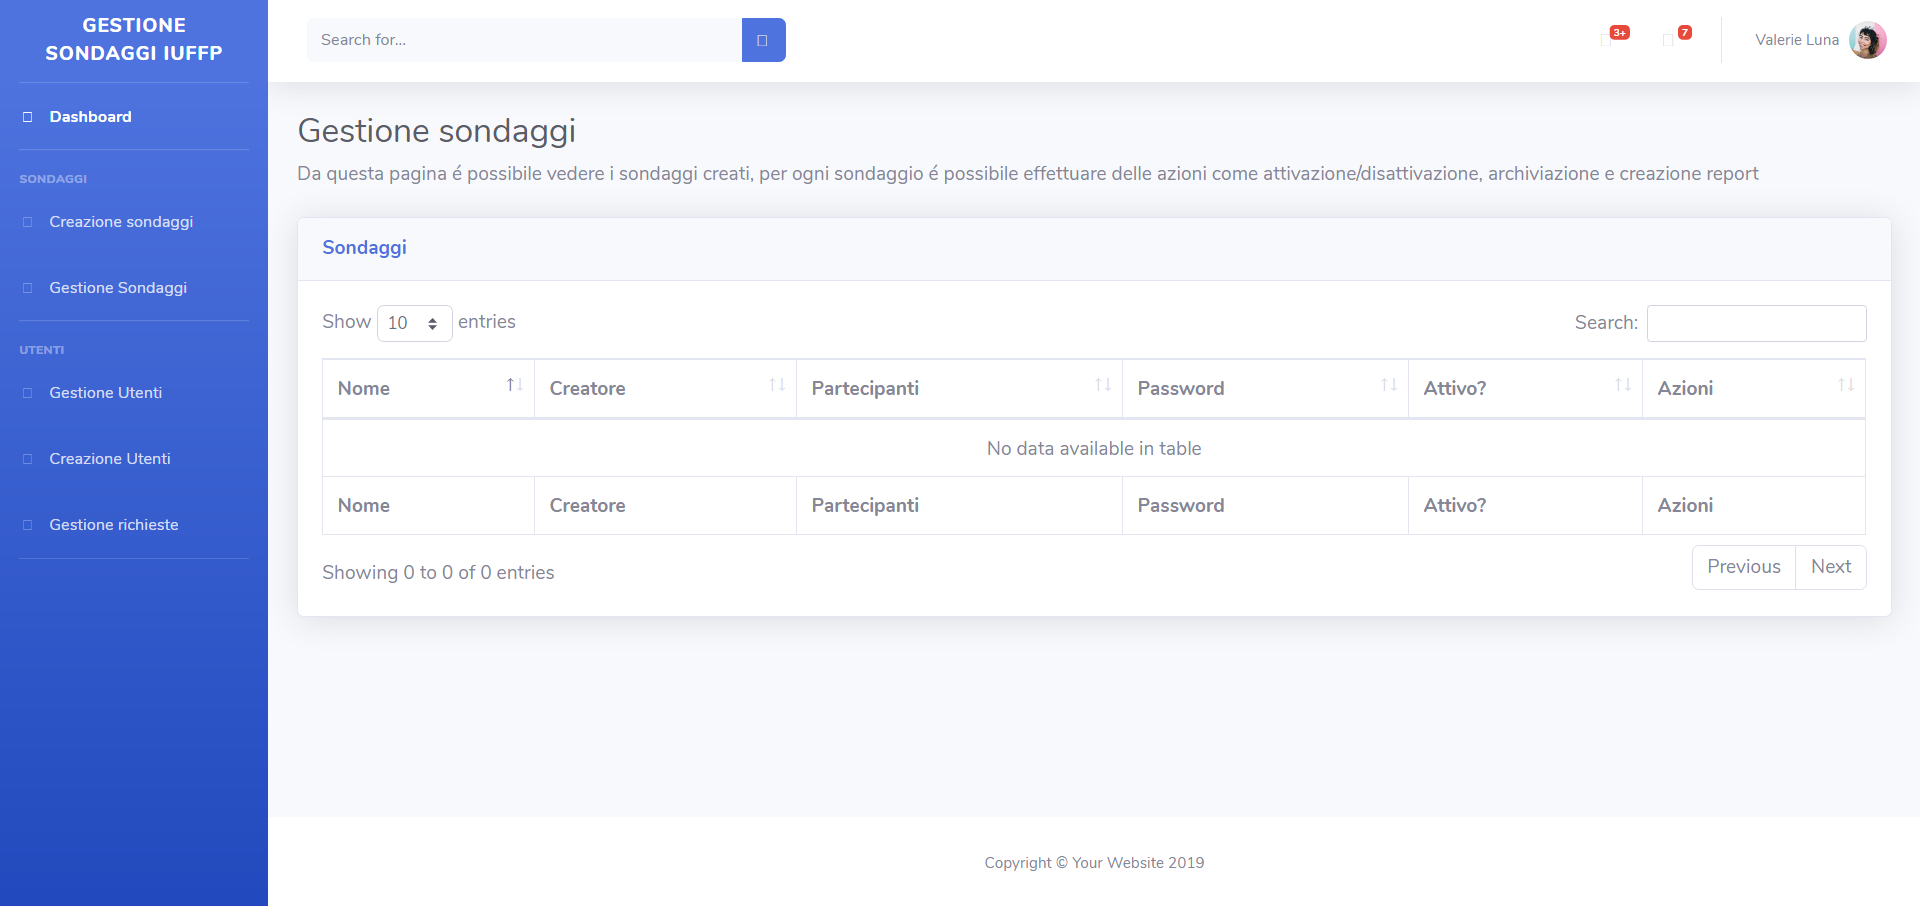 GESTIONE
SONDAGGI IUFFP
Dashboard
SONDAGGI
Creazione sondaggi
Gestione Sondaggi
UTENTI
Gestione Utenti
Creazione Utenti
Gestione richieste
Search for...
3+
7
Valerie Luna
Gestione sondaggi
Da questa pagina é possibile vedere i sondaggi creati, per ogni sondaggio é possibile effettuare delle azioni come attivazione/disattivazione, archiviazione e creazione report
Sondaggi
Show 10 entries
Search:
Nome Creatore Partecipanti Password Attivo? Azioni
No data available in table
Nome Creatore Partecipanti Password Attivo? Azioni
Showing 0 to 0 of 0 entries
Previous Next
Copyright © Your Website 2019